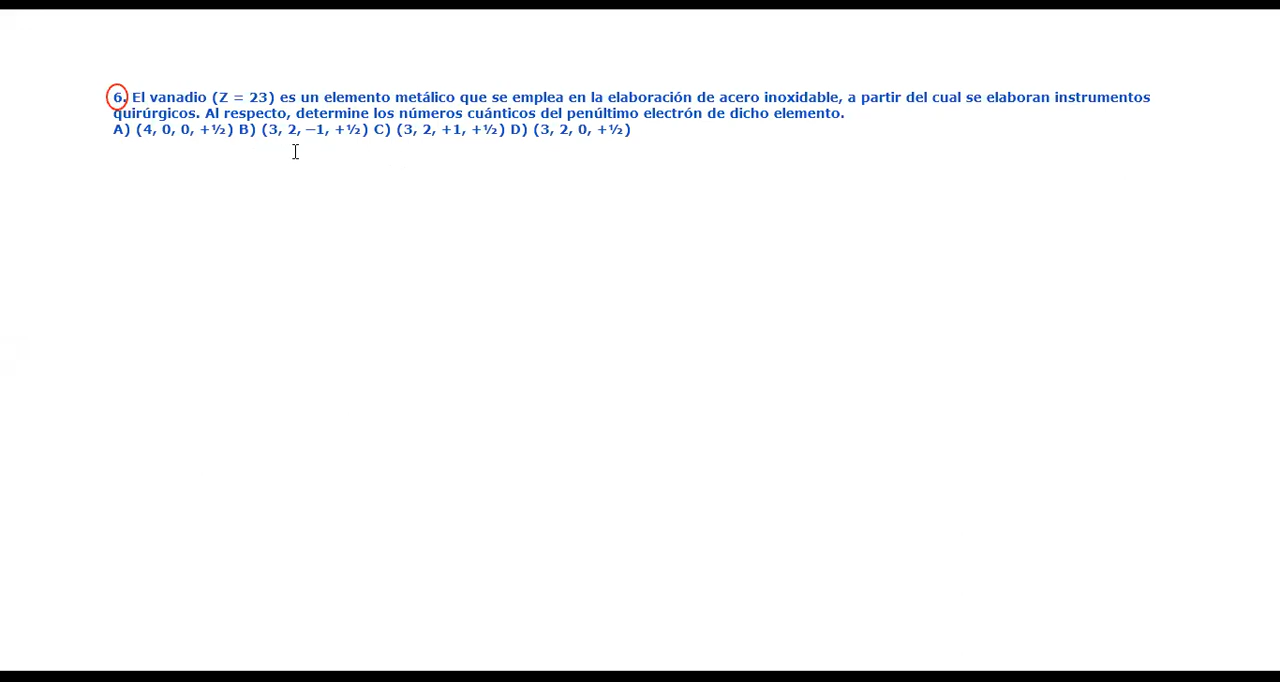 6. El vanadio (Z = 23) es un elemento metálico que se emplea en la elaboración de acero inoxidable, a partir del cual se elaboran instrumentos
quirúrgicos. Al respecto, determine los números cuánticos del penúltimo electrón de dicho elemento.
A) (4, 0, 0, +½) B) (3, 2, –1, +½) C) (3, 2, +1, +½) D) (3, 2, 0, +½)